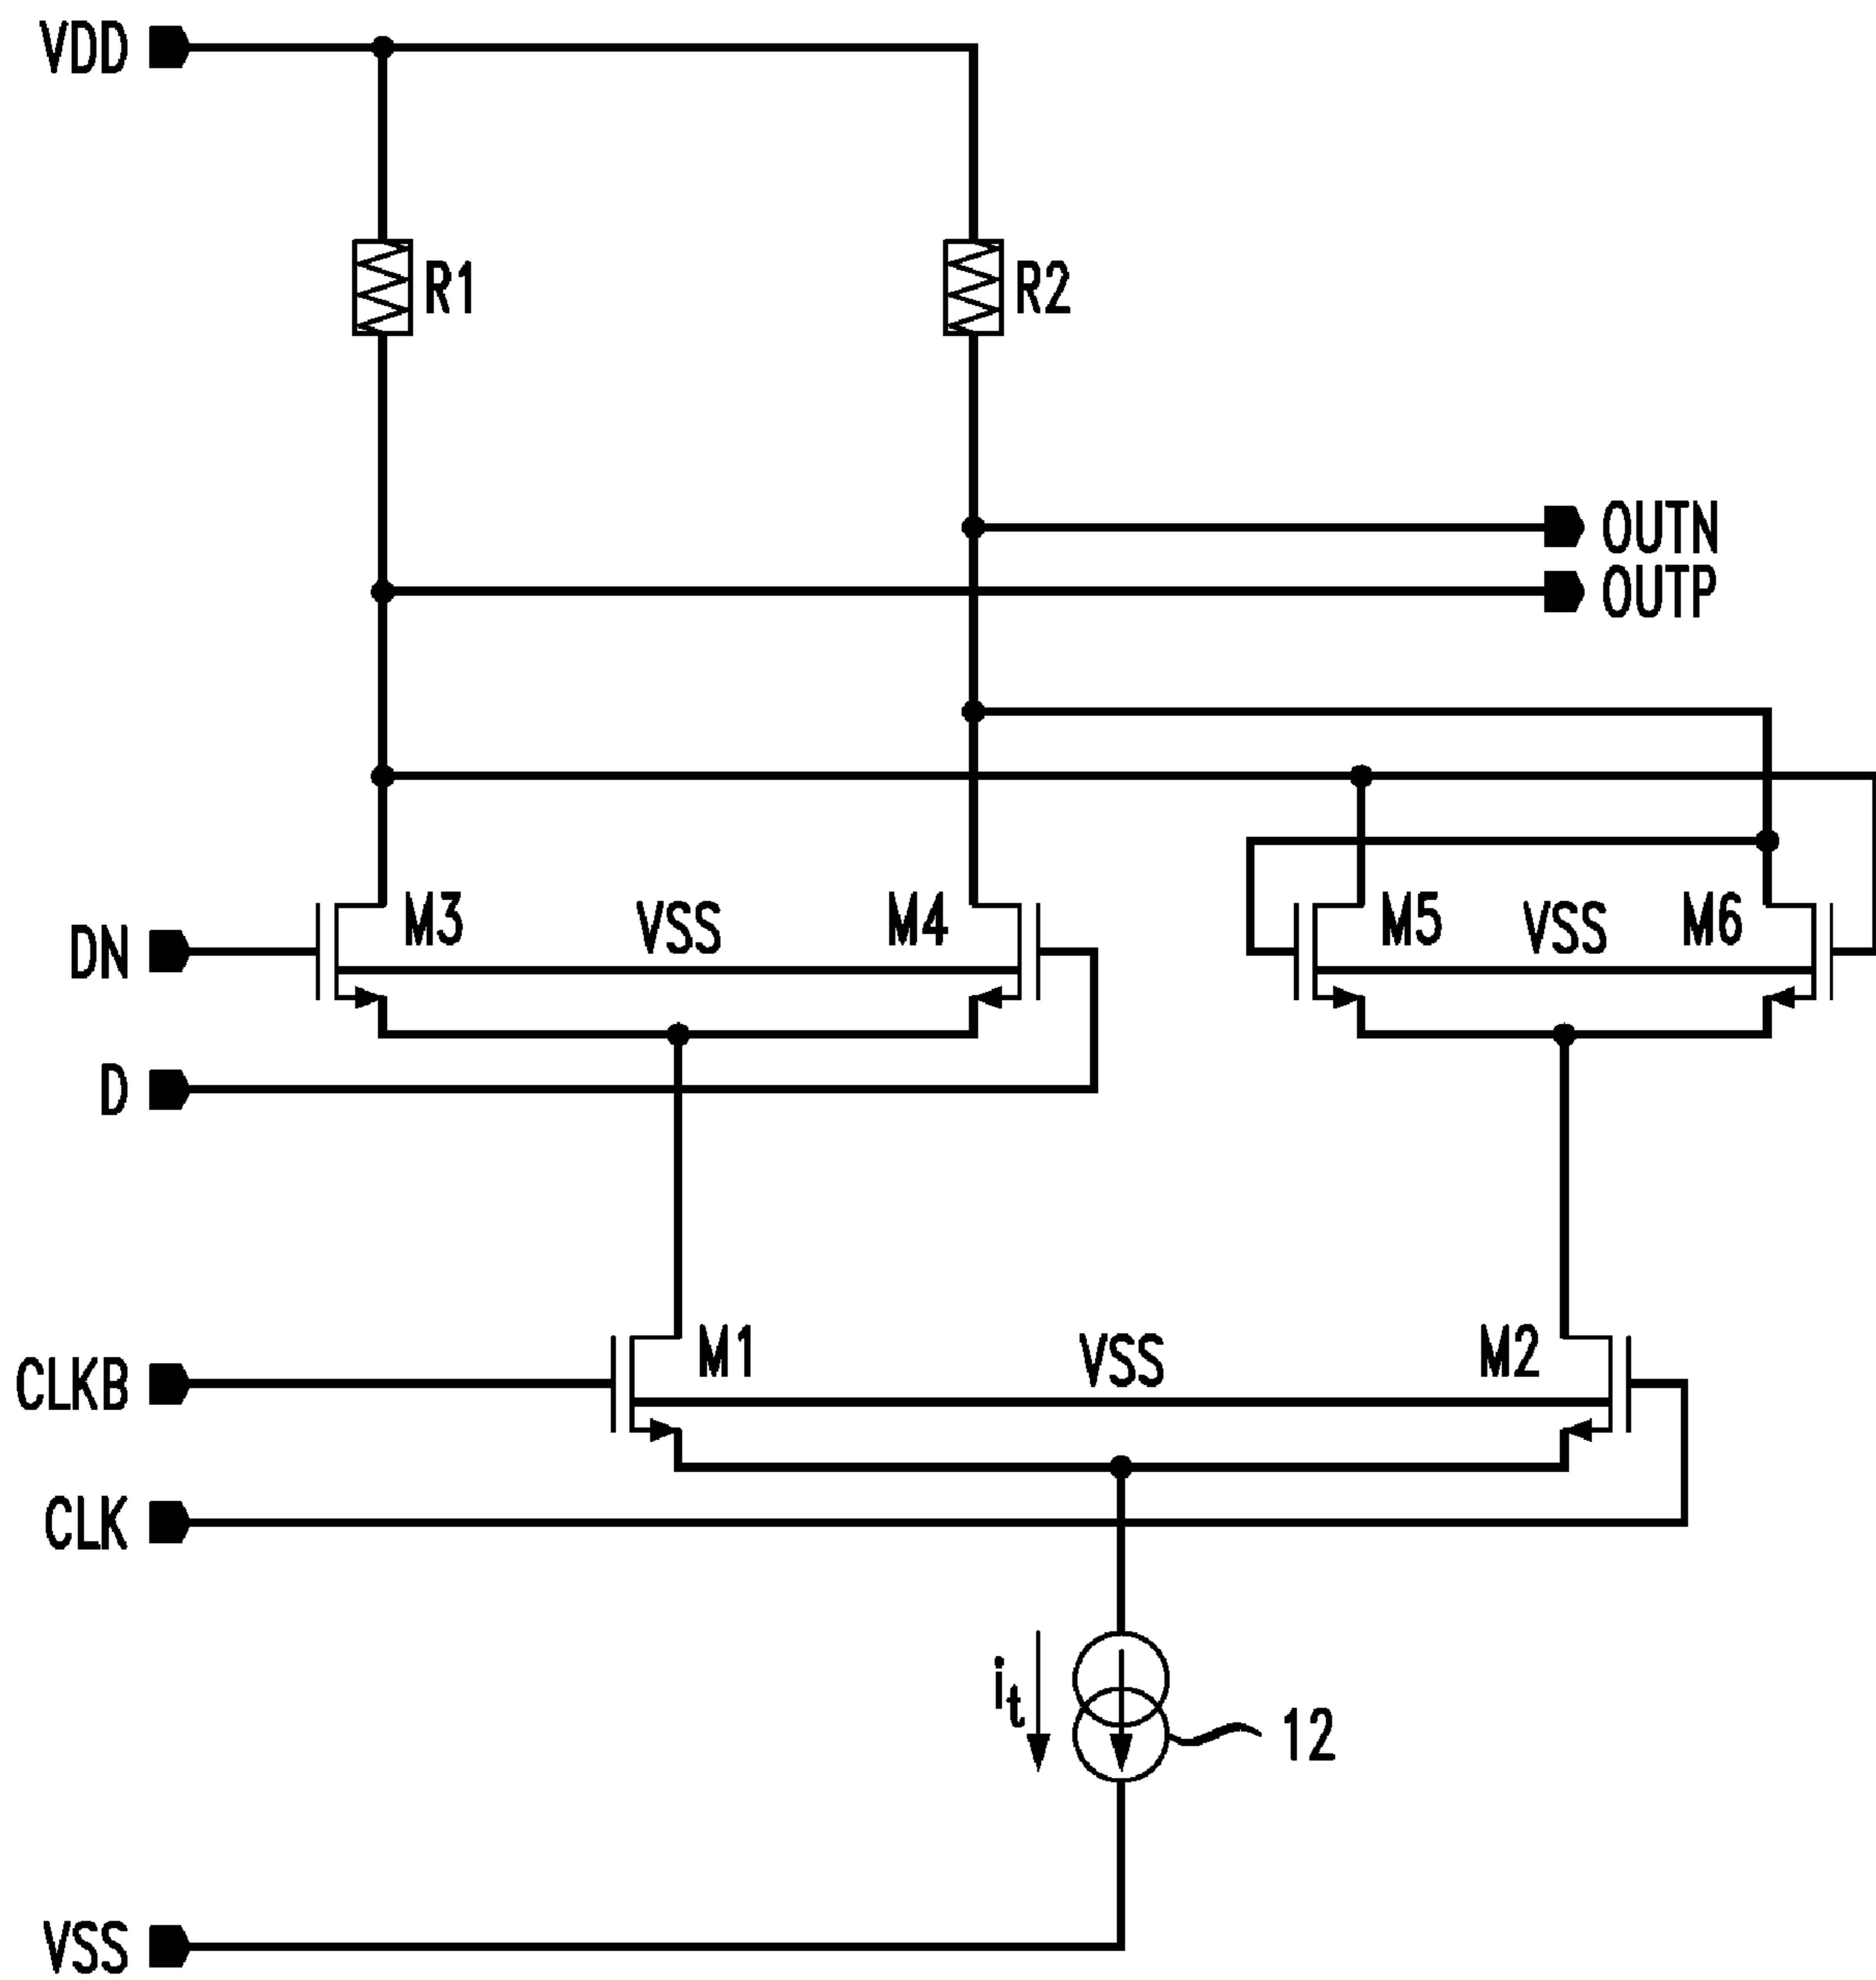 VDD
R1
R2
OUTN
OUTP
M3
VSS
M4
M5
VSS
M6
DN
D
M1
VSS
M2
CLKB
CLK
it
12
VSS